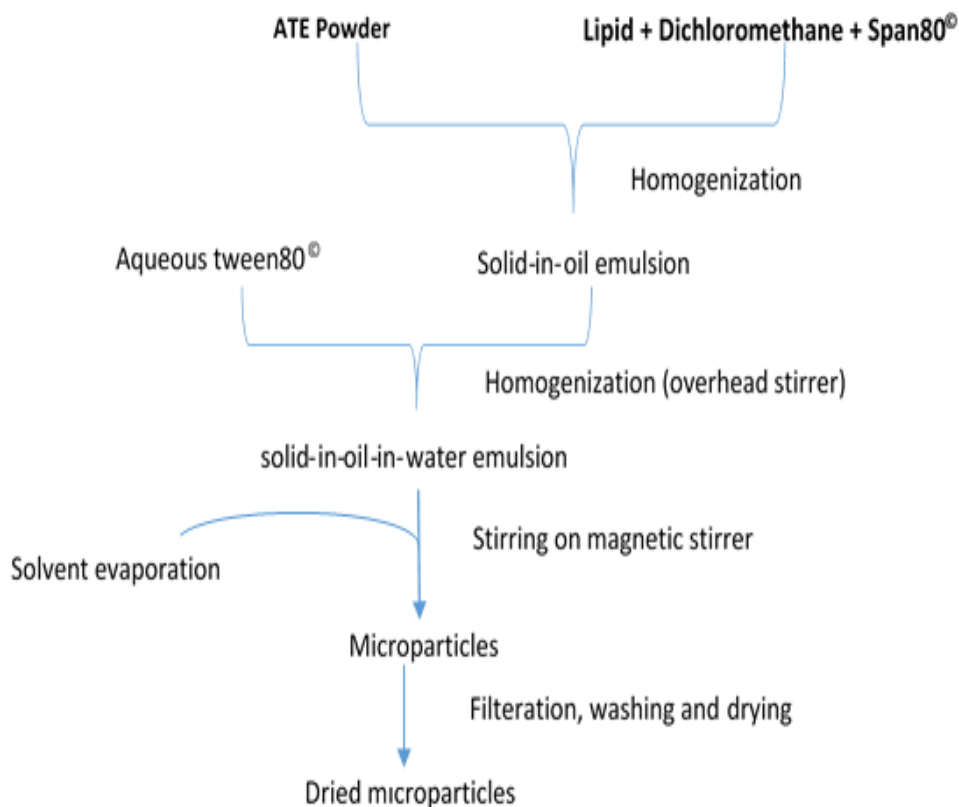 ATE Powder
Lipid + Dichloromethane + Span80©
Homogenization
Aqueous tween80©
Solid-in-oil emulsion
Homogenization (overhead stirrer)
solid-in-oil-in-water emulsion
Stirring on magnetic stirrer
Solvent evaporation
Microparticles
Filteration, washing and drying
Dried microparticles